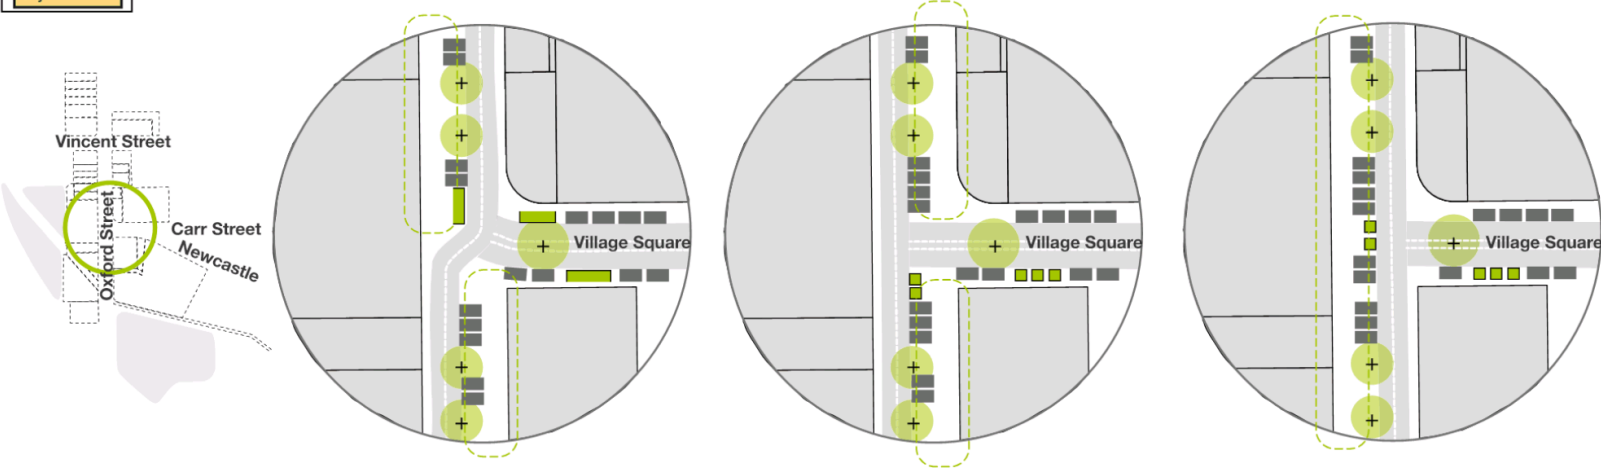 Vincent Street
Oxford Street
Carr Street
Newcastle
Village Square
Village Square
Village Square